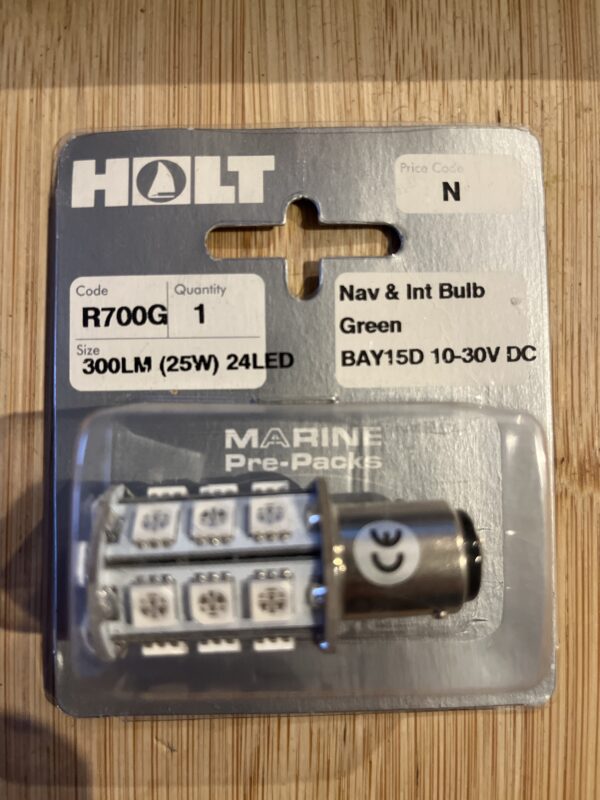 HOLT
Price Code
N
Code
R700G
Quantity
1
Size
300LM (25W) 24LED
Nav & Int Bulb
Green
BAY15D 10-30V DC
MARINE
Pre-Packs
CE